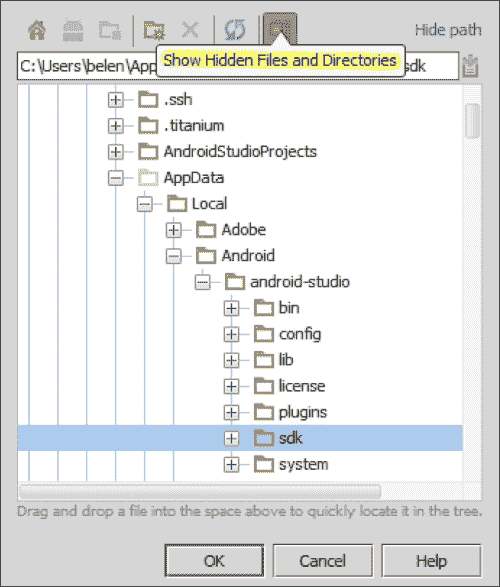 Hide path
Show Hidden Files and Directories
C:\Users\belen\App sdk
.ssh
.titanium
AndroidStudioProjects
AppData
Local
Adobe
Android
android-studio
bin
config
lib
license
plugins
sdk
system
Drag and drop a file into the space above to quickly locate it in the tree.
OK Cancel Help